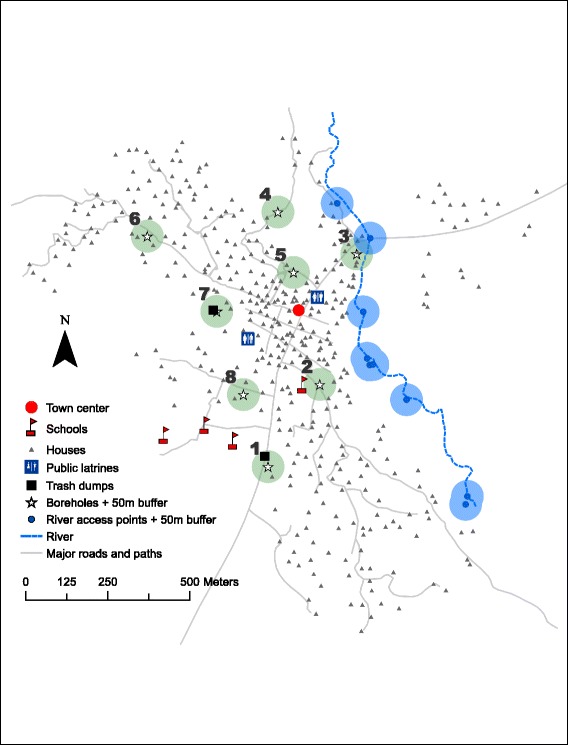 4
6
3
5
7
N
2
8
1
Town center
Schools
Houses
Public latrines
Trash dumps
Boreholes + 50m buffer
River access points + 50m buffer
River
Major roads and paths
0 125 250 500 Meters